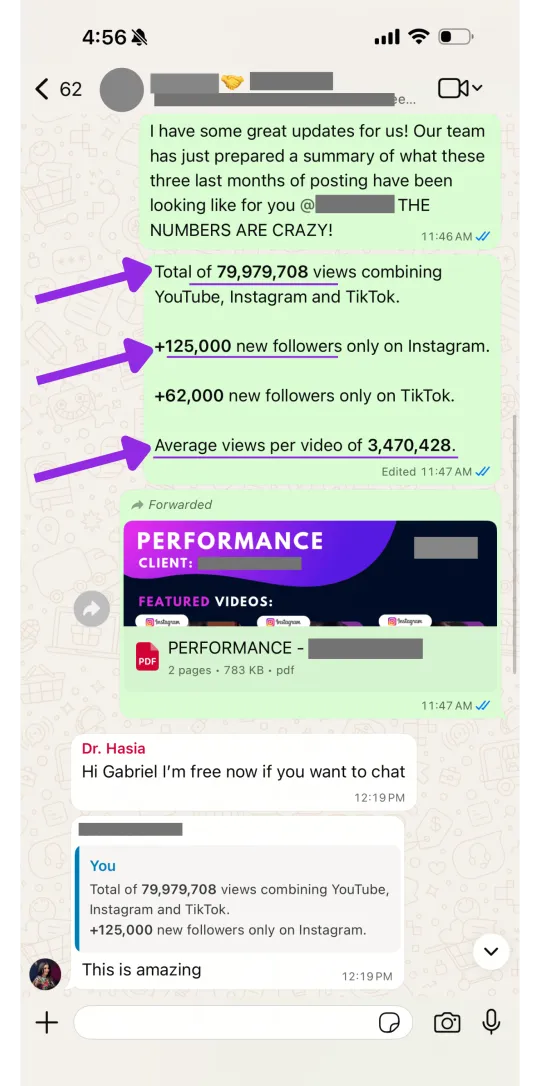 4:56
62
e...
I have some great updates for us! Our team
has just prepared a summary of what these
three last months of posting have been
looking like for you @ THE
NUMBERS ARE CRAZY!
11:46 AM
Total of 79,979,708 views combining
YouTube, Instagram and TikTok.
+125,000 new followers only on Instagram.
+62,000 new followers only on TikTok.
Average views per video of 3,470,428.
Edited 11:47 AM
Forwarded
PERFORMANCE
CLIENT:
FEATURED VIDEOS:
Instagram Instagram Instagram
PDF
PERFORMANCE -
2 pages • 783 KB • pdf
11:47 AM
Dr. Hasia
Hi Gabriel I'm free now if you want to chat
12:19 PM
You
Total of 79,979,708 views combining YouTube,
Instagram and TikTok.
+125,000 new followers only on Instagram.
This is amazing
12:19 PM